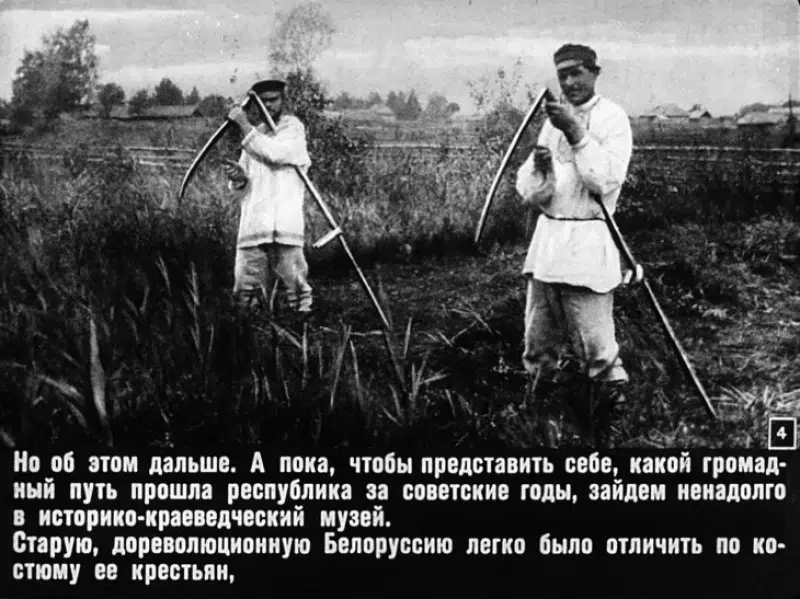 4
Но об этом дальше. А пока, чтобы представить себе, какой громад-
ный путь прошла республика за советские годы, зайдем ненадолго
в историко-краеведческий музей.
Старую, дореволюционную Белоруссию легко было отличить по ко-
стюму ее крестьян,